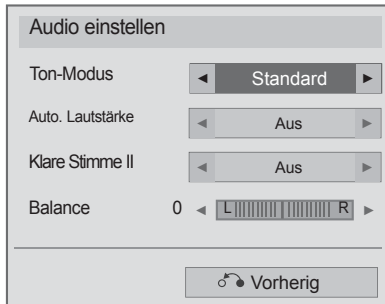 Audio einstellen
Ton-Modus ◄ Standard ►
Auto. Lautstärke ◄ Aus ►
Klare Stimme II ◄ Aus ►
Balance 0 ◄ L R ►
Vorherig